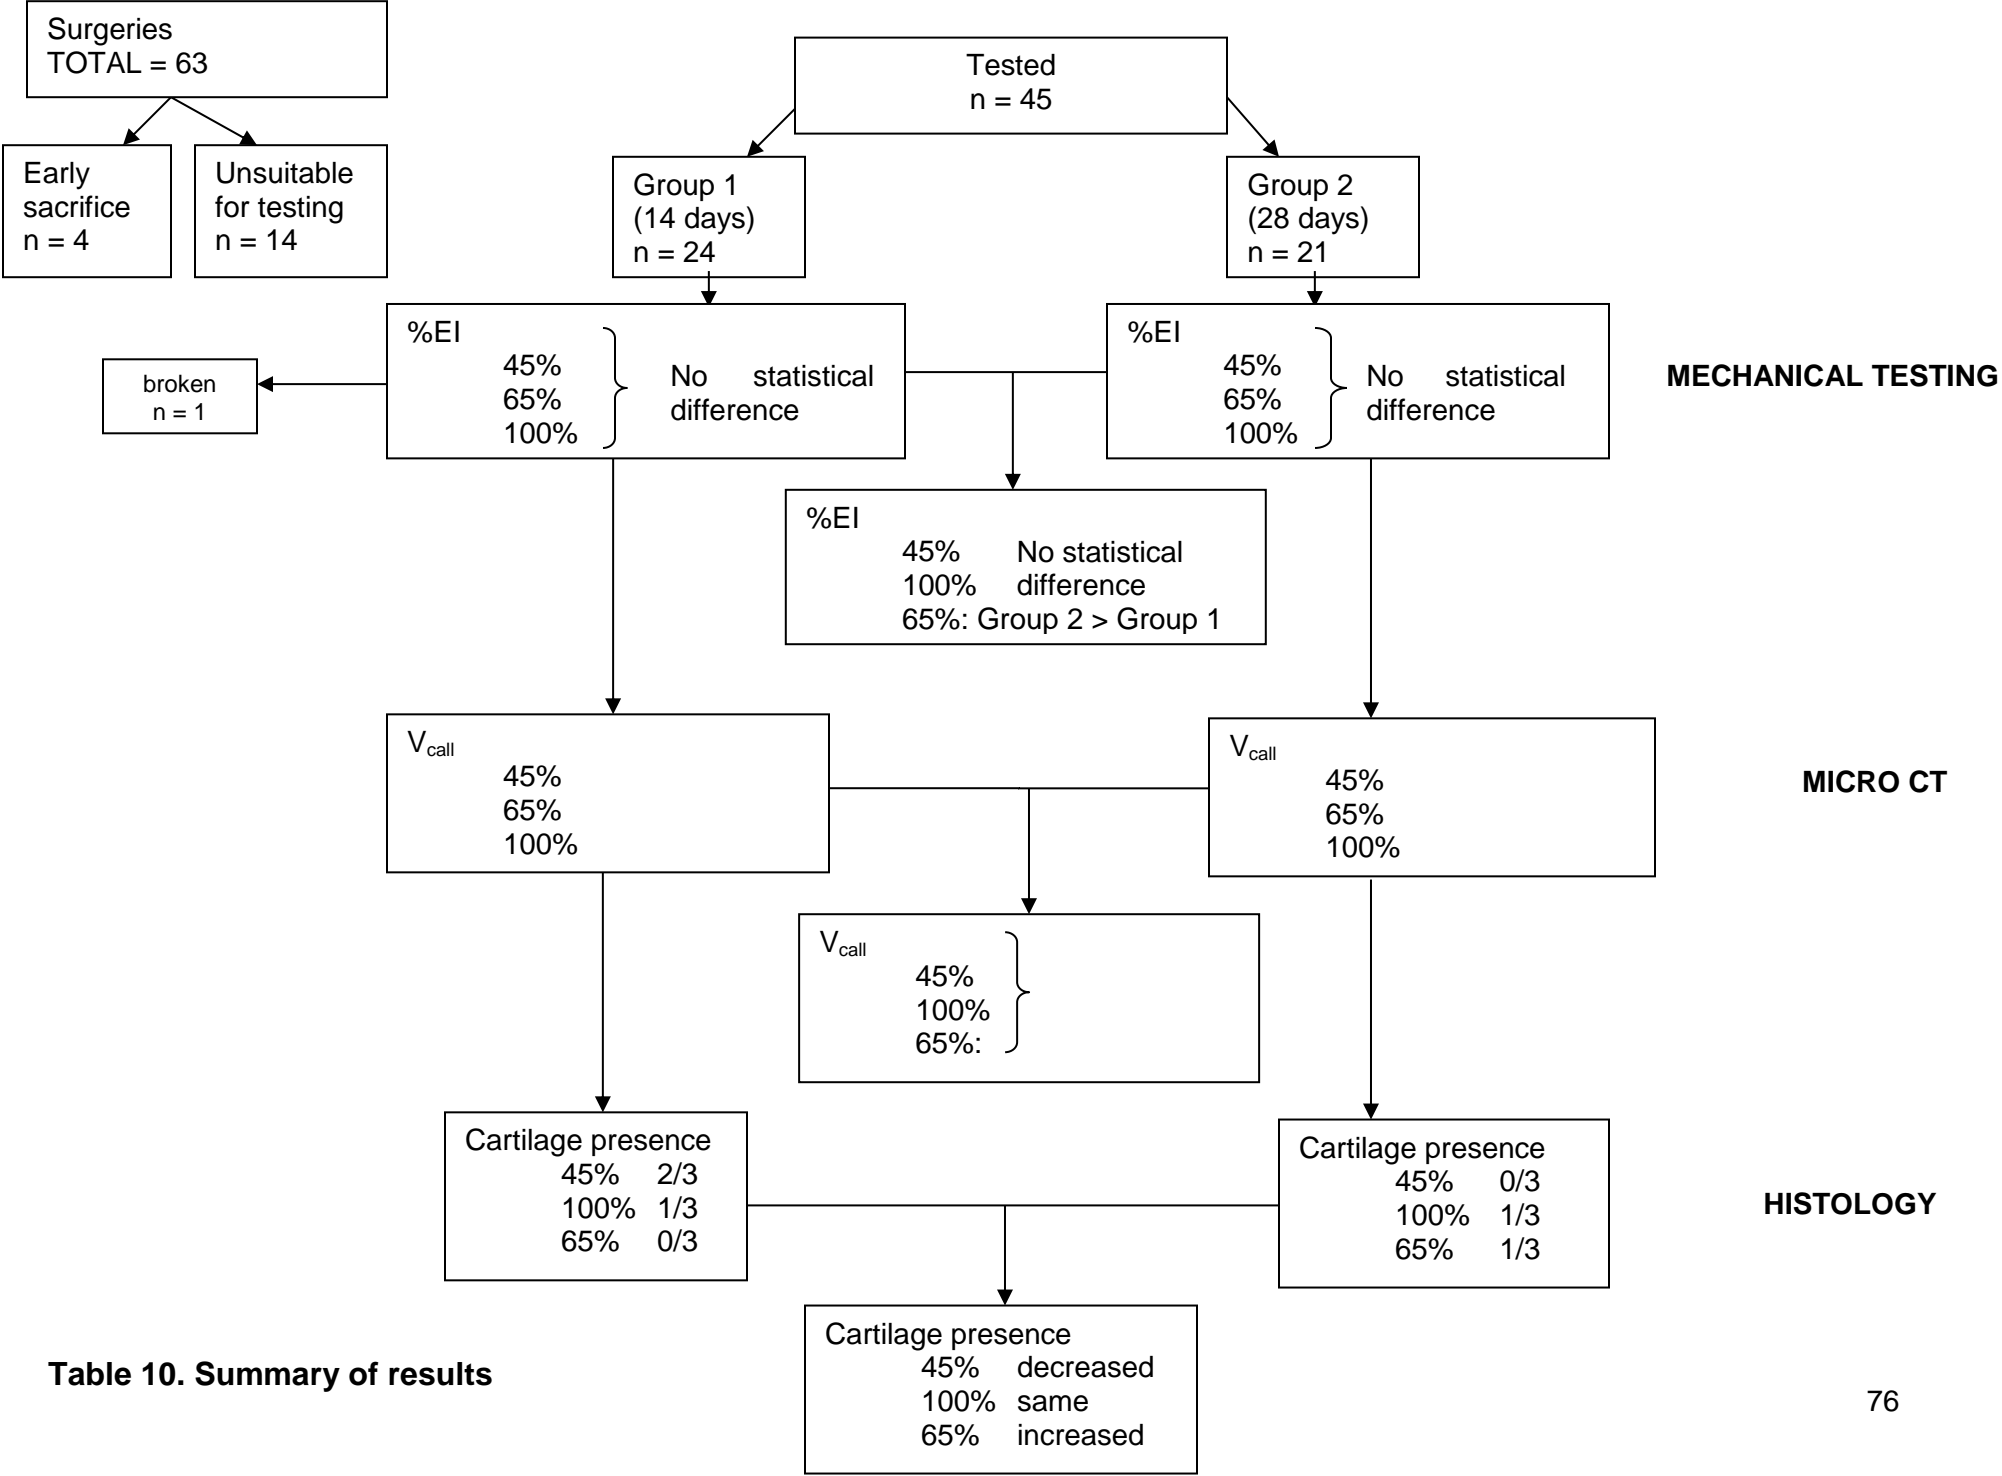 Surgeries
TOTAL = 63
Early
sacrifice
n = 4
Unsuitable
for testing
n = 14
Tested
n = 45
Group 1
(14 days)
n = 24
Group 2
(28 days)
n = 21
%EI
45%
65%
100%
No statistical
difference
broken
n = 1
%EI
45%
65%
100%
No statistical
difference
MECHANICAL TESTING
%EI
45% No statistical
100% difference
65%: Group 2 > Group 1
Vcall
45%
65%
100%
Vcall
45%
65%
100%
MICRO CT
Vcall
45%
100%
65%:
Cartilage presence
45% 2/3
100% 1/3
65% 0/3
Cartilage presence
45% 0/3
100% 1/3
65% 1/3
HISTOLOGY
Cartilage presence
45% decreased
100% same
65% increased
Table 10. Summary of results
76